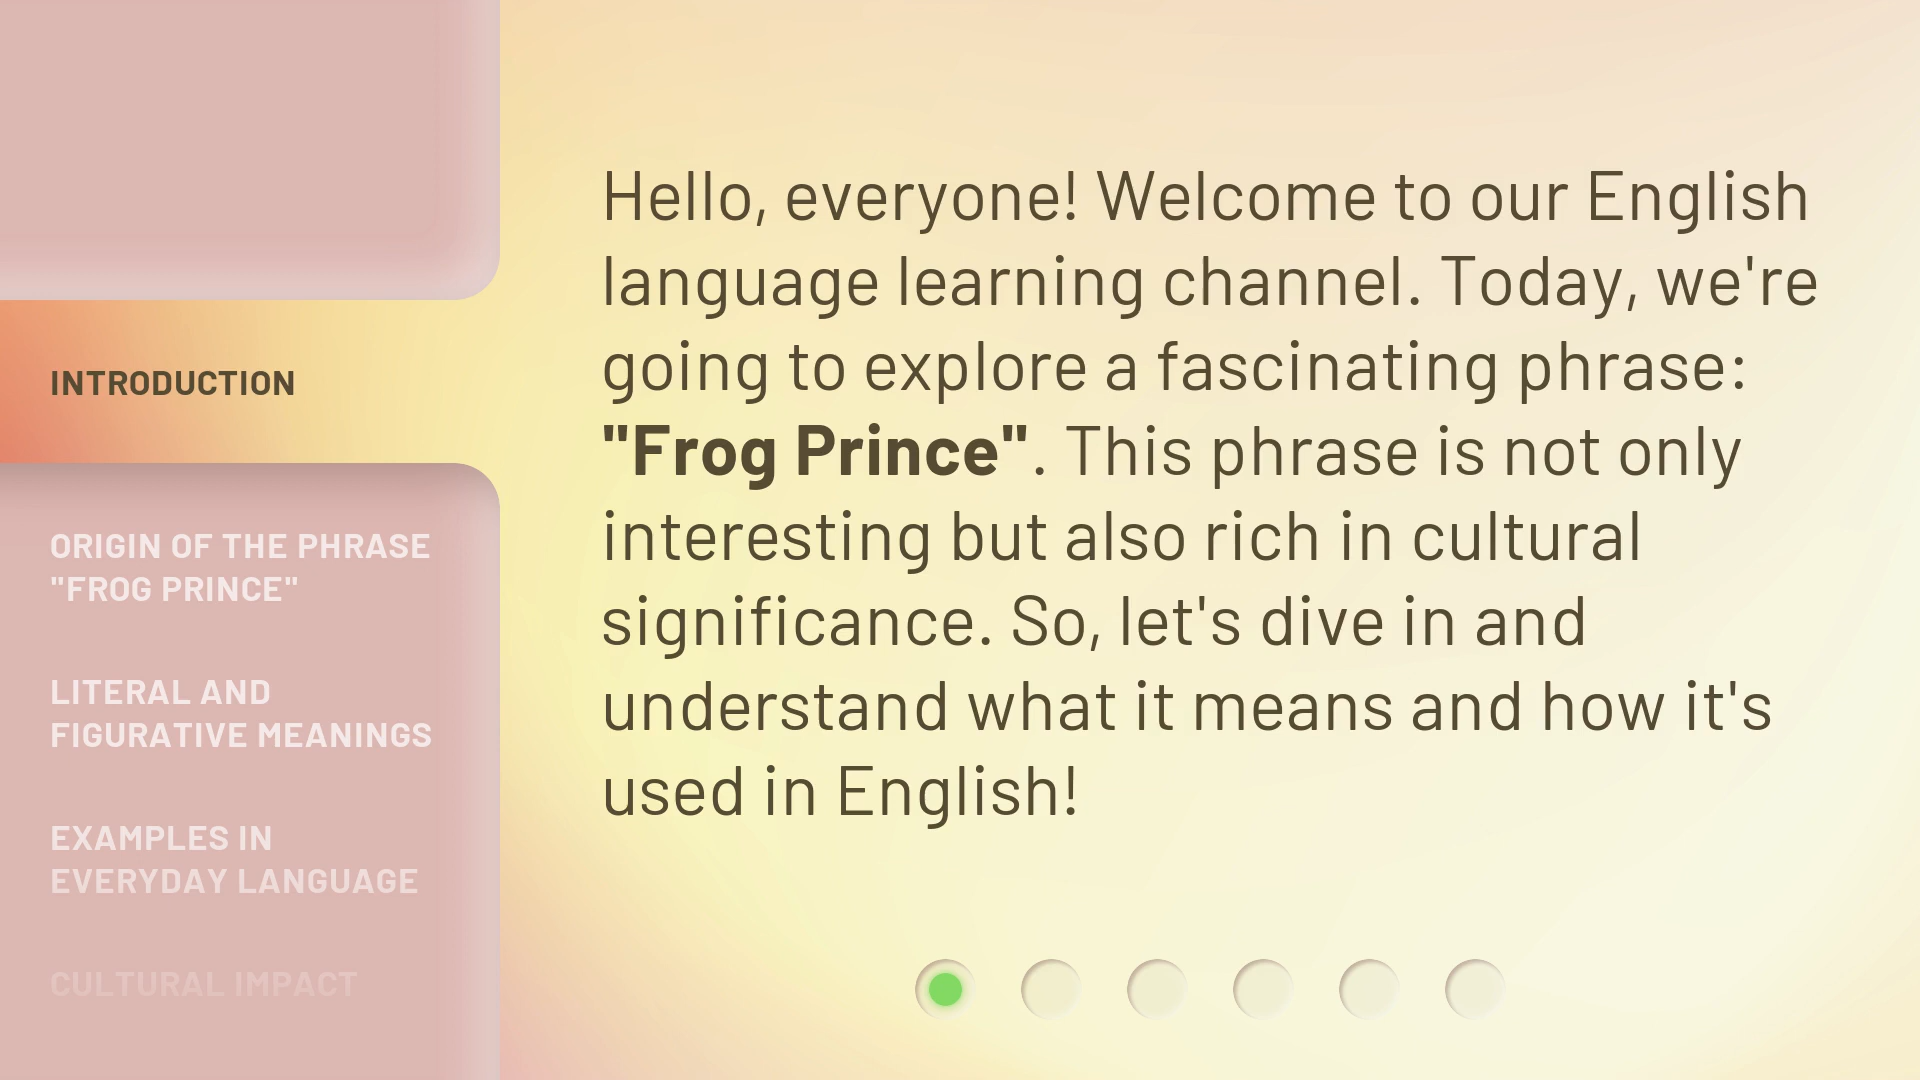 INTRODUCTION
ORIGIN OF THE PHRASE
"FROG PRINCE"
LITERAL AND
FIGURATIVE MEANINGS
EXAMPLES IN
EVERYDAY LANGUAGE
CULTURAL IMPACT
Hello, everyone! Welcome to our English
language learning channel. Today, we're
going to explore a fascinating phrase:
"Frog Prince". This phrase is not only
interesting but also rich in cultural
significance. So, let's dive in and
understand what it means and how it's
used in English!